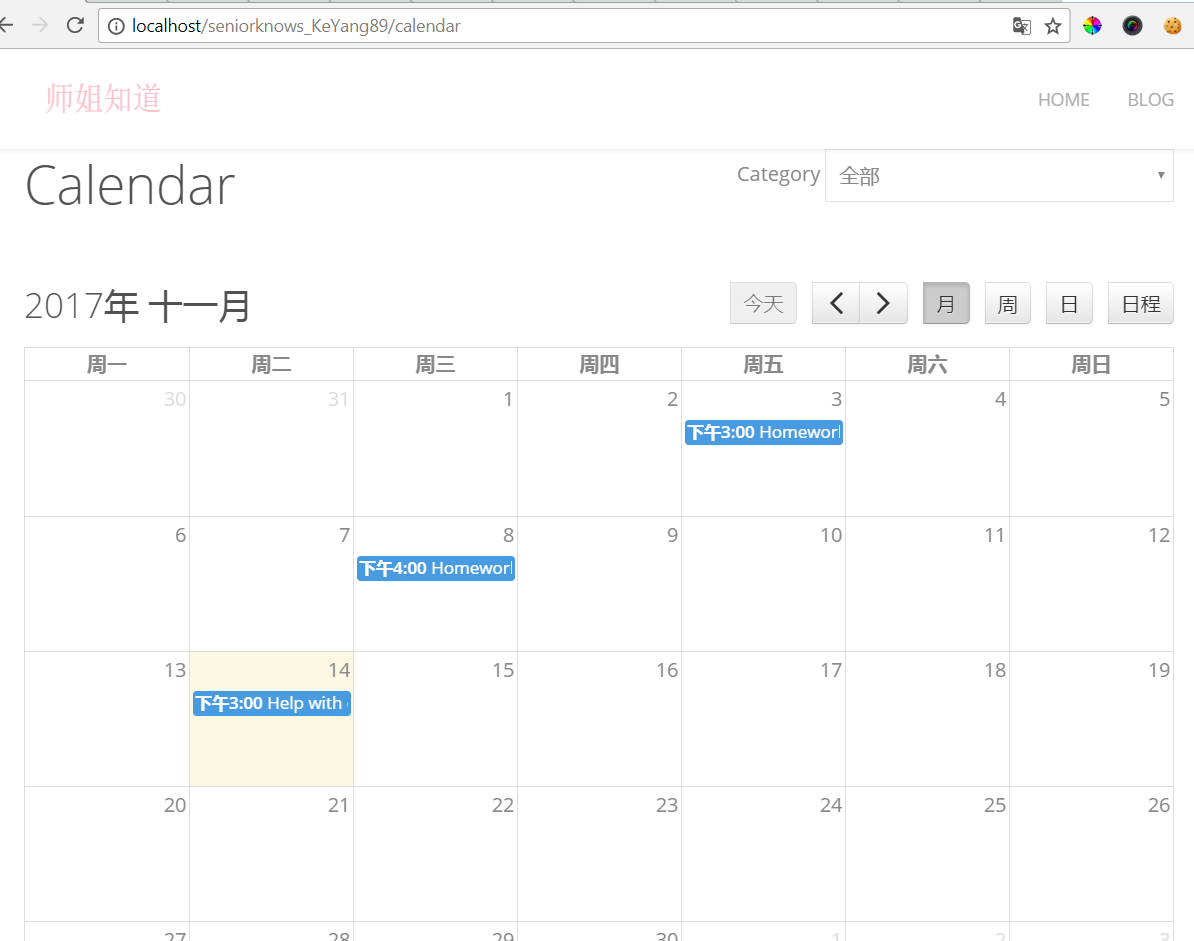 localhost/seniorknows_KeYang89/calendar
师姐知道
HOME BLOG
Calendar
Category 全部
2017年 十一月
今天 月 周 日 日程
周一 周二 周三 周四 周五 周六 周日
30 31 1 2 3 4 5
下午3:00 Homewor
6 7 8 9 10 11 12
下午4:00 Homewor
13 14 15 16 17 18 19
下午3:00 Help with
20 21 22 23 24 25 26
27 28 29 30 1 2 3